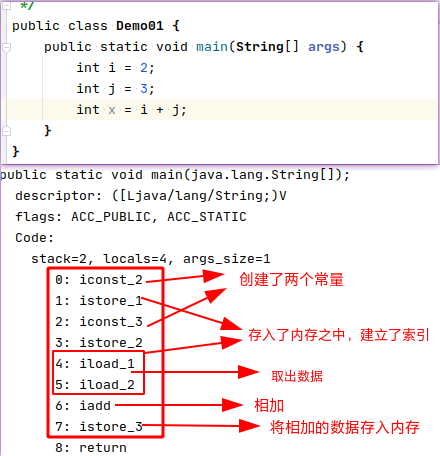 */
public class Demo01 {
public static void main(String[] args) {
int i = 2;
int j = 3;
int x = i + j;
}
}
public static void main(java.lang.String[]);
descriptor: ([Ljava/lang/String;)V
flags: ACC_PUBLIC, ACC_STATIC
Code:
stack=2, locals=4, args_size=1
0: iconst_2
创建了两个常量
1: istore_1
2: iconst_3
3: istore_2
存入了内存之中，建立了索引
4: iload_1
5: iload_2
取出数据
6: iadd
相加
7: istore_3
将相加的数据存入内存
8: return